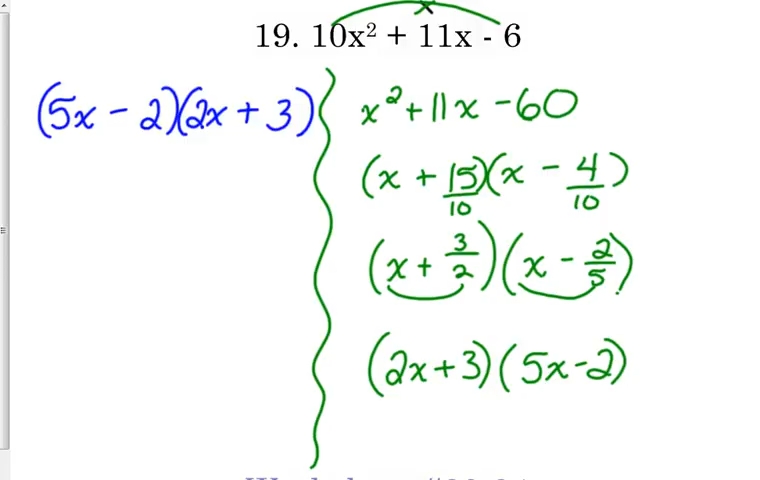 19. 10x² + 11x - 6
(5x - 2)(2x + 3)
x² + 11x - 60
(x + 15/10)(x - 4/10)
(x + 3/2)(x - 2/5)
(2x + 3)(5x - 2)